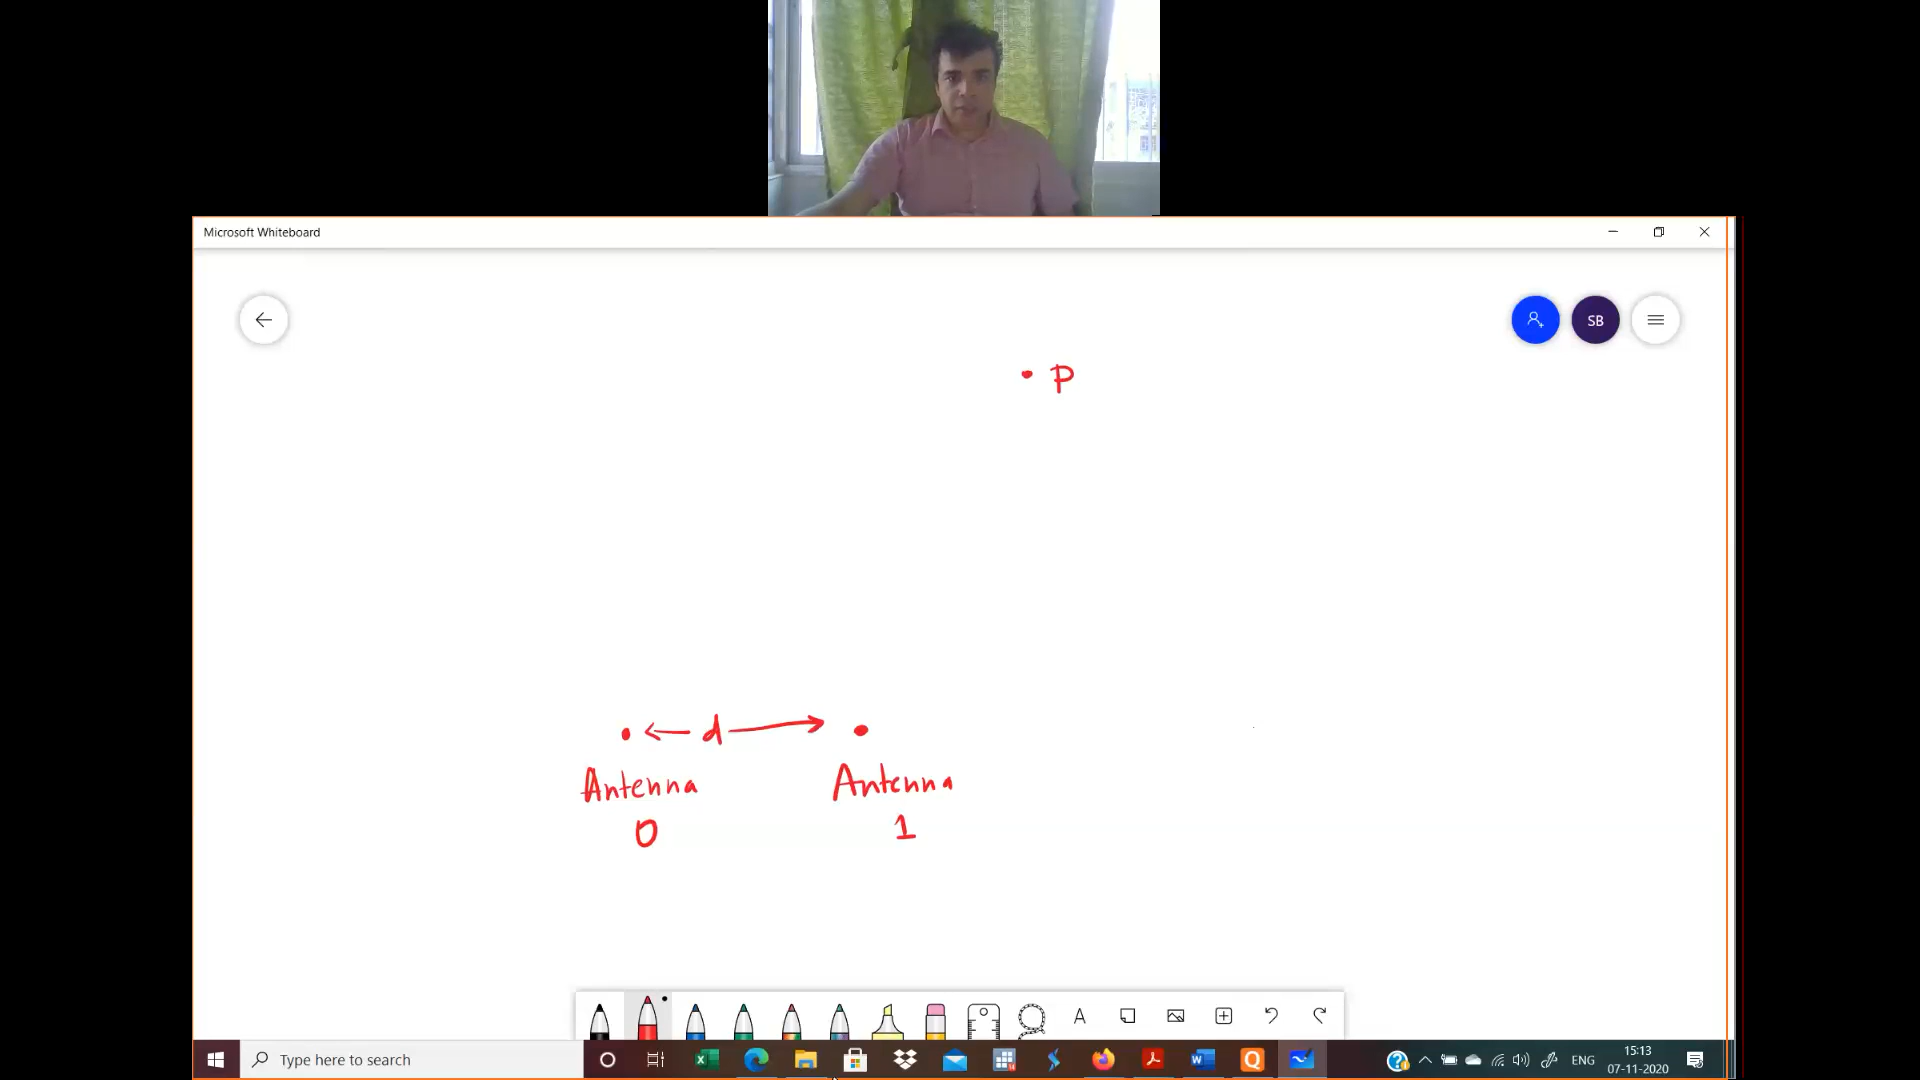 Microsoft Whiteboard
SB
P
d
Antenna
0
Antenna
1
A
Type here to search
ENG
15:13
07-11-2020